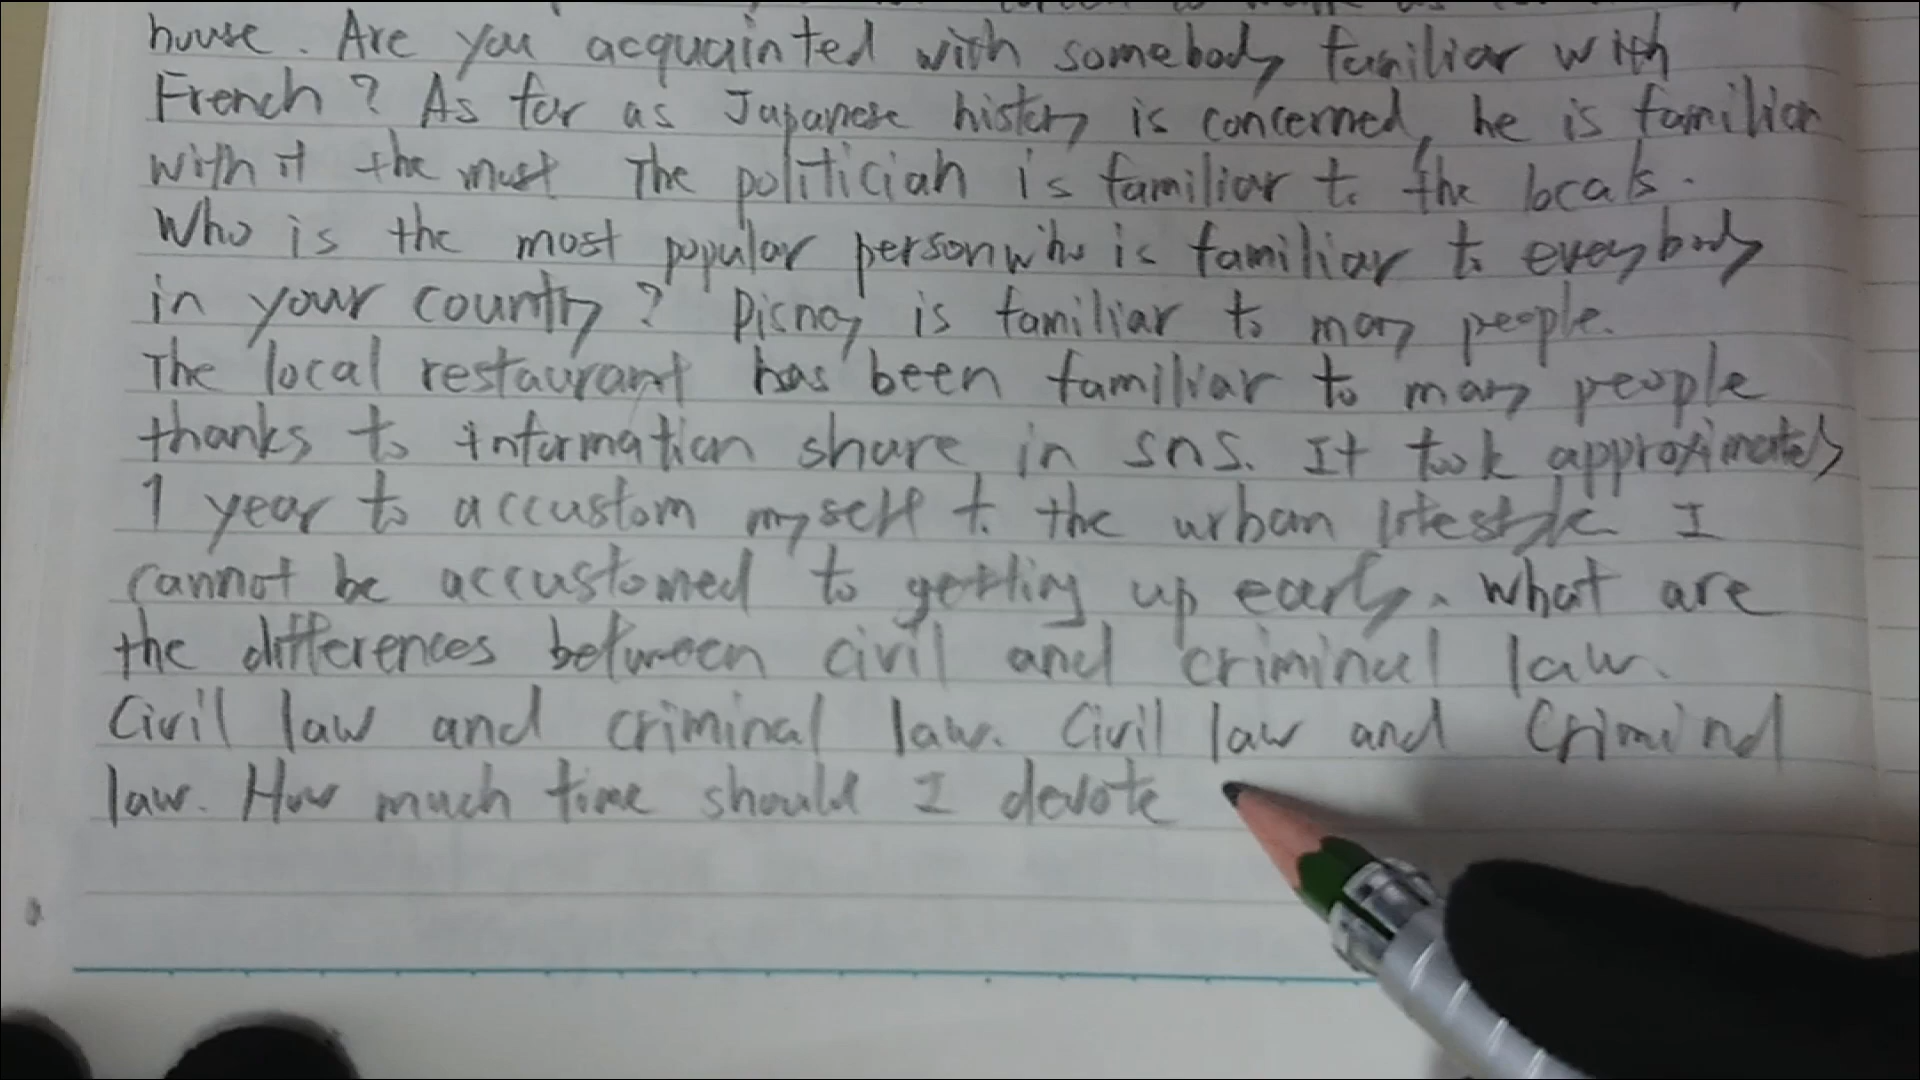 house. Are you acquainted with somebody familiar with
French? As far as Japanese history is concerned, he is familiar
with it the most The politician is familiar to the locals.
Who is the most popular person who is familiar to everybody
in your country? Disney is familiar to many people.
The local restaurant has been familiar to many people
thanks to information share in sns. It took approximately
1 year to accustom myself to the urban lifestyle I
cannot be accustomed to getting up early. What are
the differences between civil and criminal law.
Civil law and criminal law. Civil law and Criminal
law. How much time should I devote